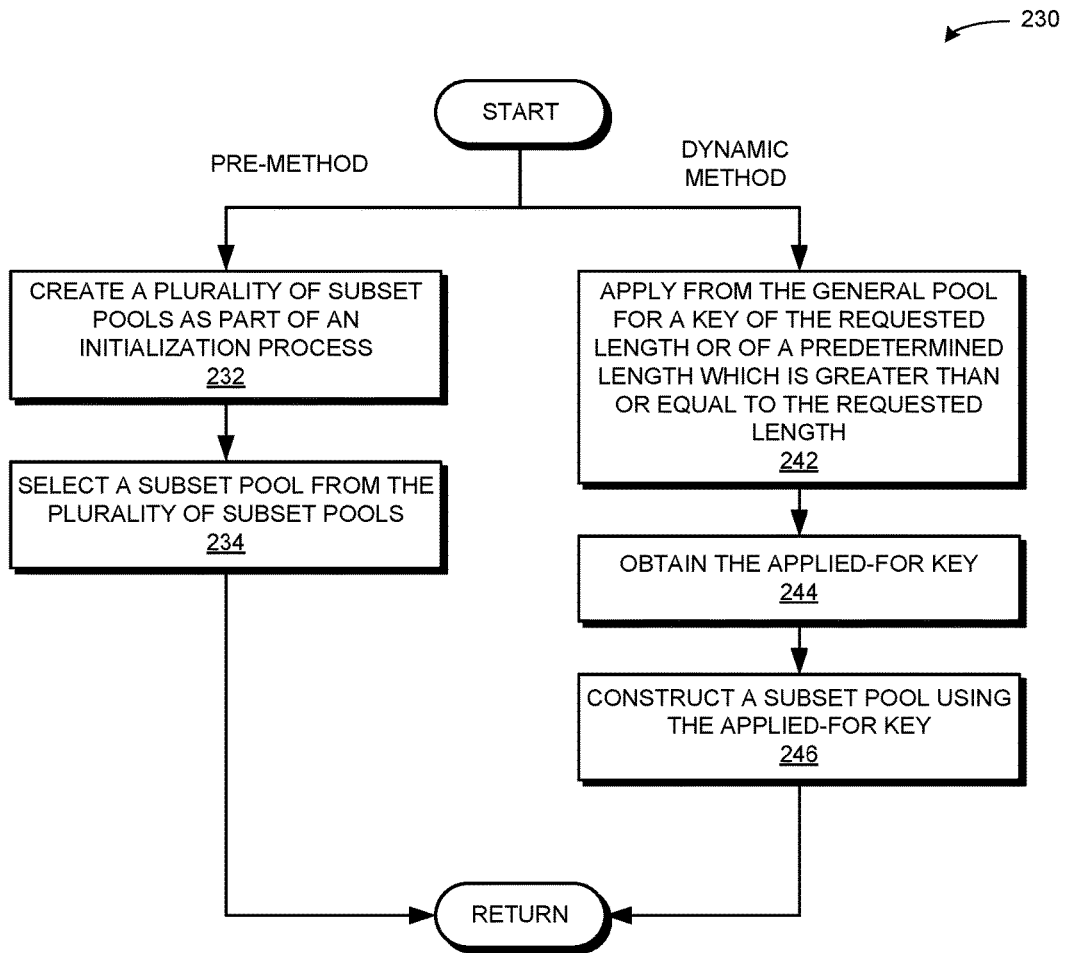 230
START
PRE-METHOD
DYNAMIC
METHOD
CREATE A PLURALITY OF SUBSET
POOLS AS PART OF AN
INITIALIZATION PROCESS
232
SELECT A SUBSET POOL FROM THE
PLURALITY OF SUBSET POOLS
234
APPLY FROM THE GENERAL POOL
FOR A KEY OF THE REQUESTED
LENGTH OR OF A PREDETERMINED
LENGTH WHICH IS GREATER THAN
OR EQUAL TO THE REQUESTED
LENGTH
242
OBTAIN THE APPLIED-FOR KEY
244
CONSTRUCT A SUBSET POOL USING
THE APPLIED-FOR KEY
246
RETURN